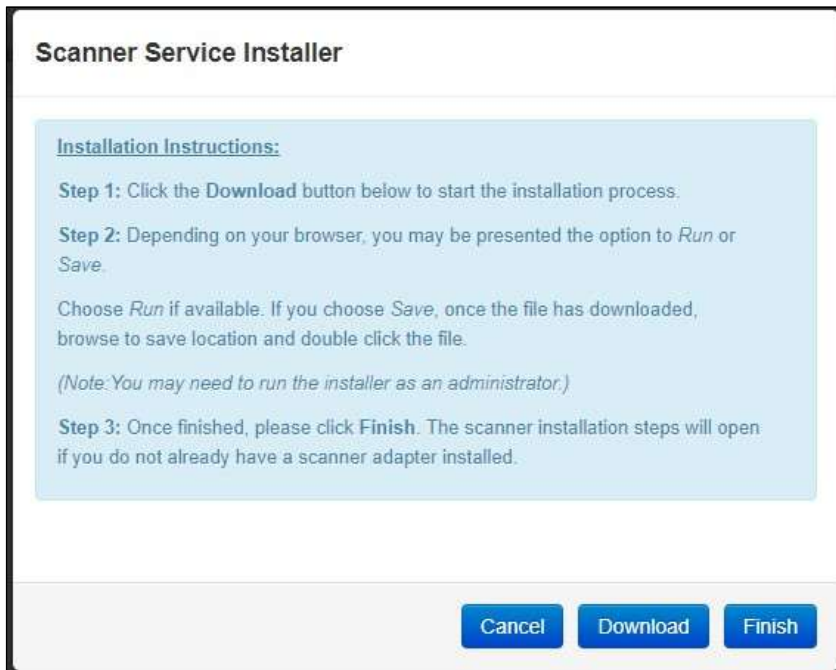 Scanner Service Installer
Installation Instructions:
Step 1: Click the Download button below to start the installation process.
Step 2: Depending on your browser, you may be presented the option to Run or
Save.
Choose Run if available. If you choose Save, once the file has downloaded,
browse to save location and double click the file.
(Note:You may need to run the installer as an administrator.)
Step 3: Once finished, please click Finish. The scanner installation steps will open
if you do not already have a scanner adapter installed.
Cancel Download Finish